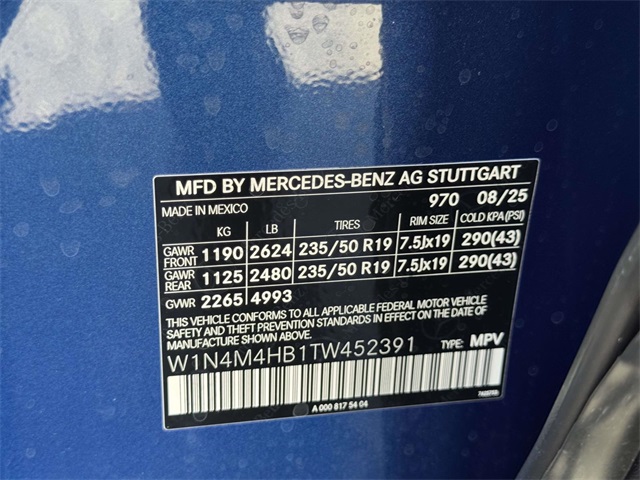 MFD BY MERCEDES-BENZ AG STUTTGART
MADE IN MEXICO 970 08/25
KG LB TIRES RIM SIZE COLD KPA(PSI)
GAWR FRONT 1190 2624 235/50 R19 7.5Jx19 290(43)
GAWR REAR 1125 2480 235/50 R19 7.5Jx19 290(43)
GVWR 2265 4993
THIS VEHICLE CONFORMS TO ALL APPLICABLE FEDERAL MOTOR VEHICLE
SAFETY AND THEFT PREVENTION STANDARDS IN EFFECT ON THE DATE OF
MANUFACTURE SHOWN ABOVE.
W1N4M4HB1TW452391 TYPE: MPV
A 000 817 54 04